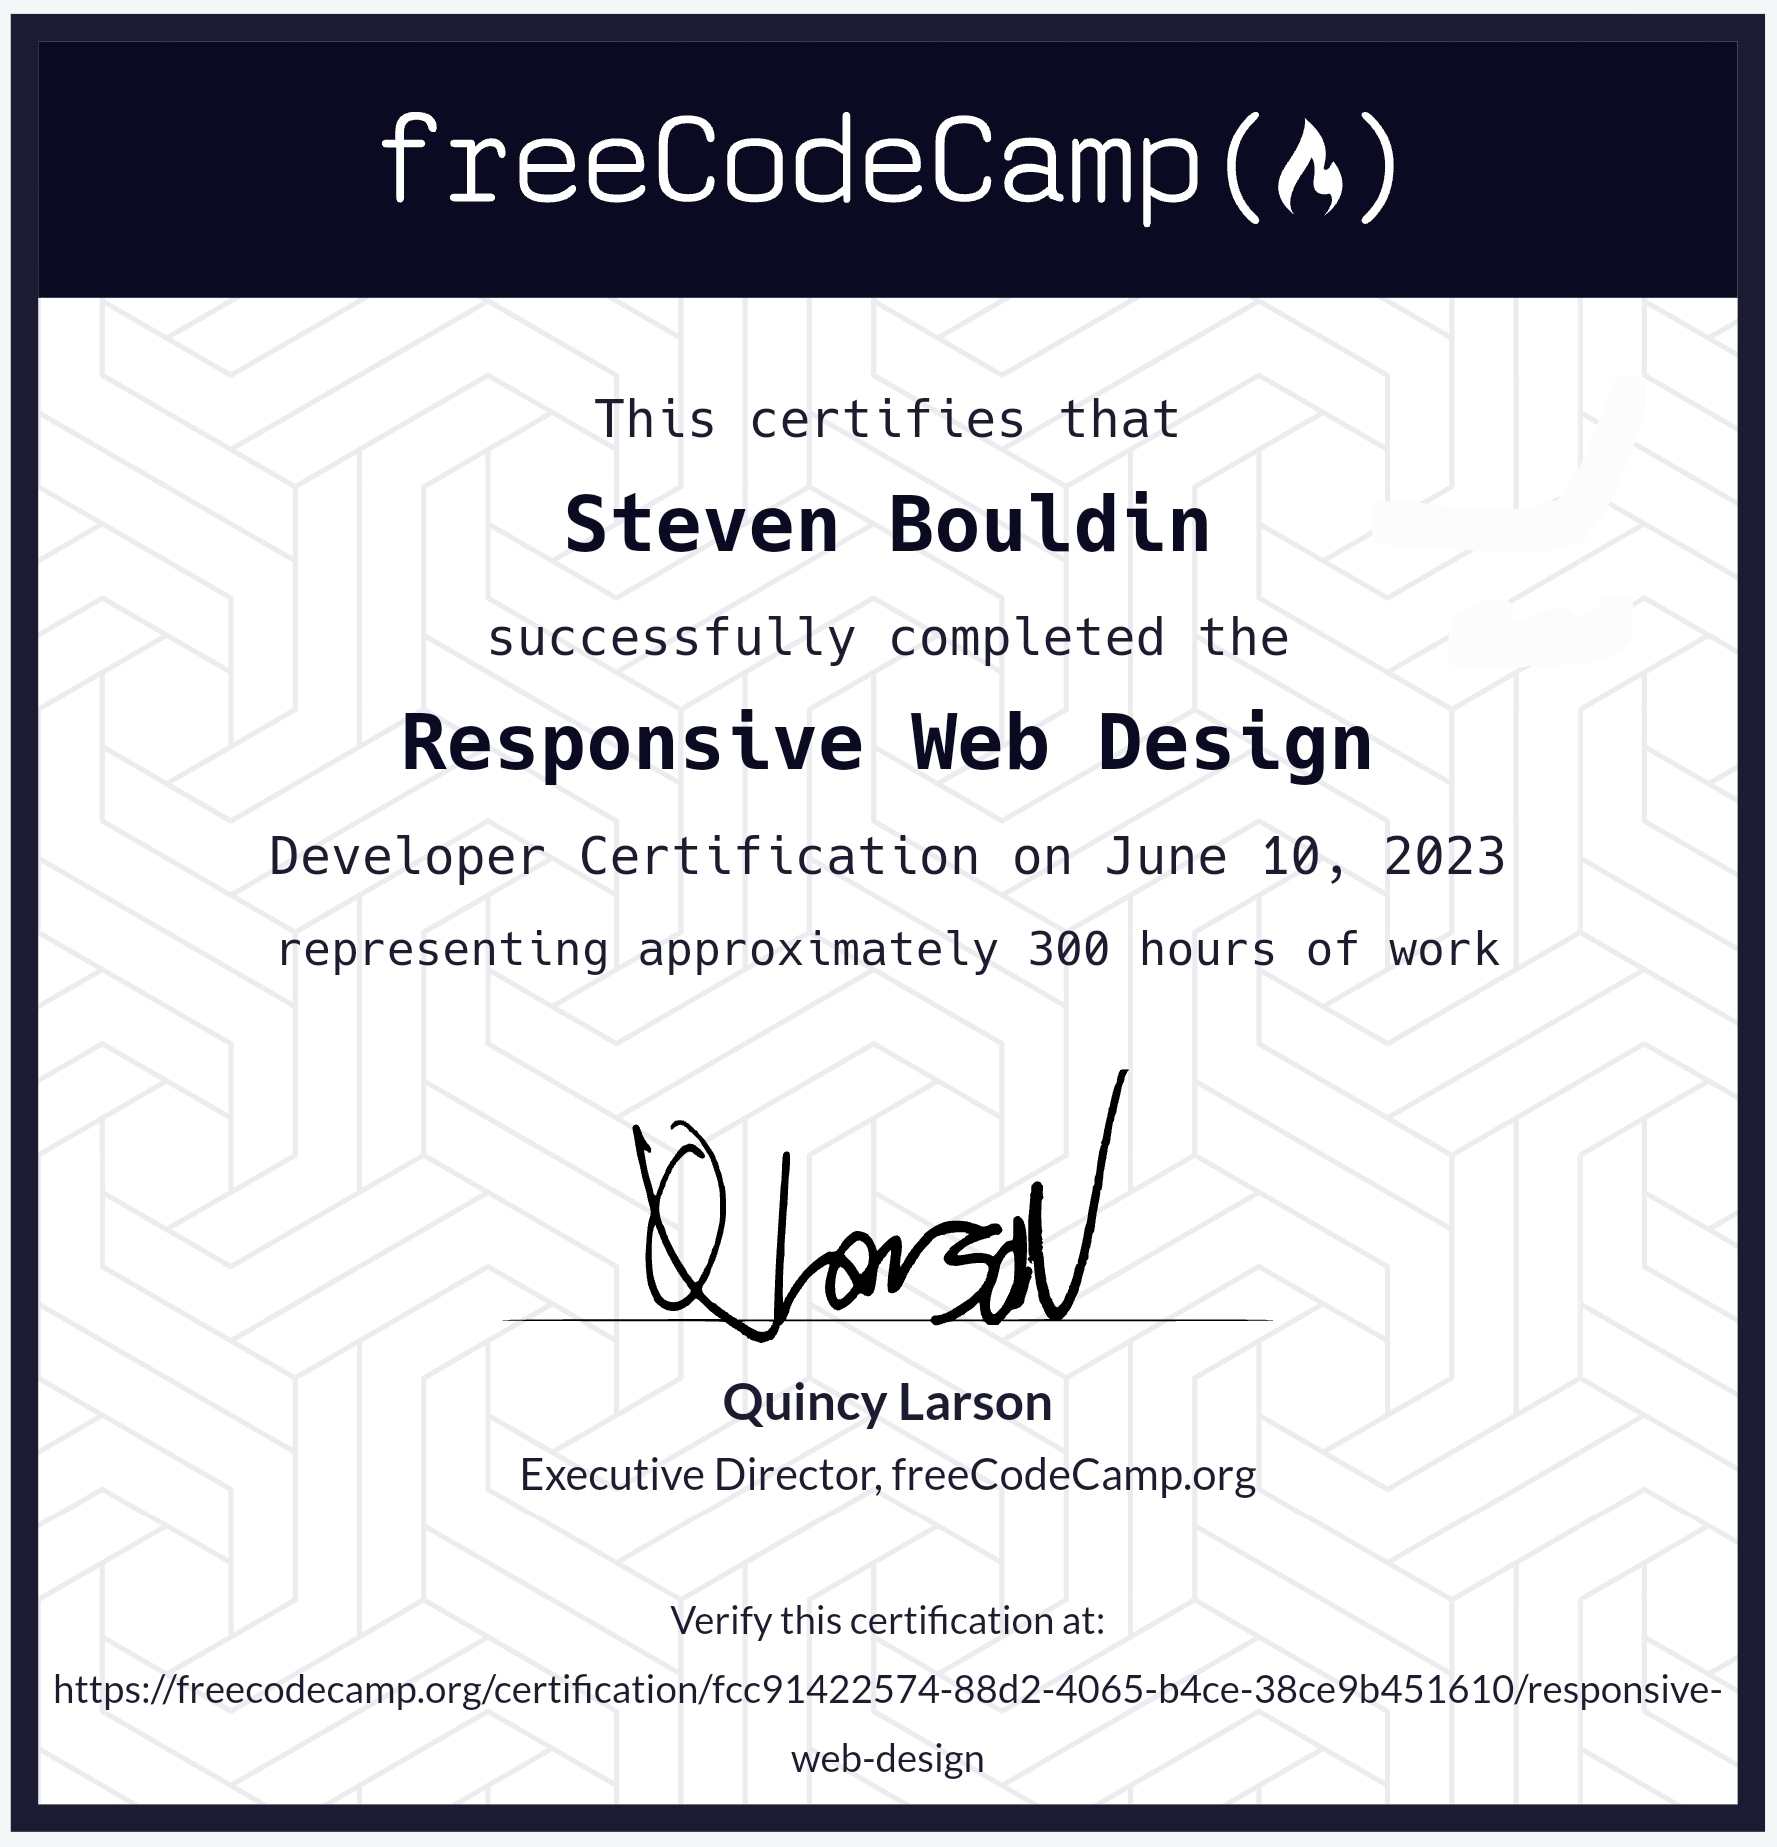 freeCodeCamp
This certifies that
Steven Bouldin
successfully completed the
Responsive Web Design
Developer Certification on June 10, 2023
representing approximately 300 hours of work
Q Larson
Quincy Larson
Executive Director, freeCodeCamp.org
Verify this certification at:
https://freecodecamp.org/certification/fcc91422574-88d2-4065-b4ce-38ce9b451610/responsive-
web-design